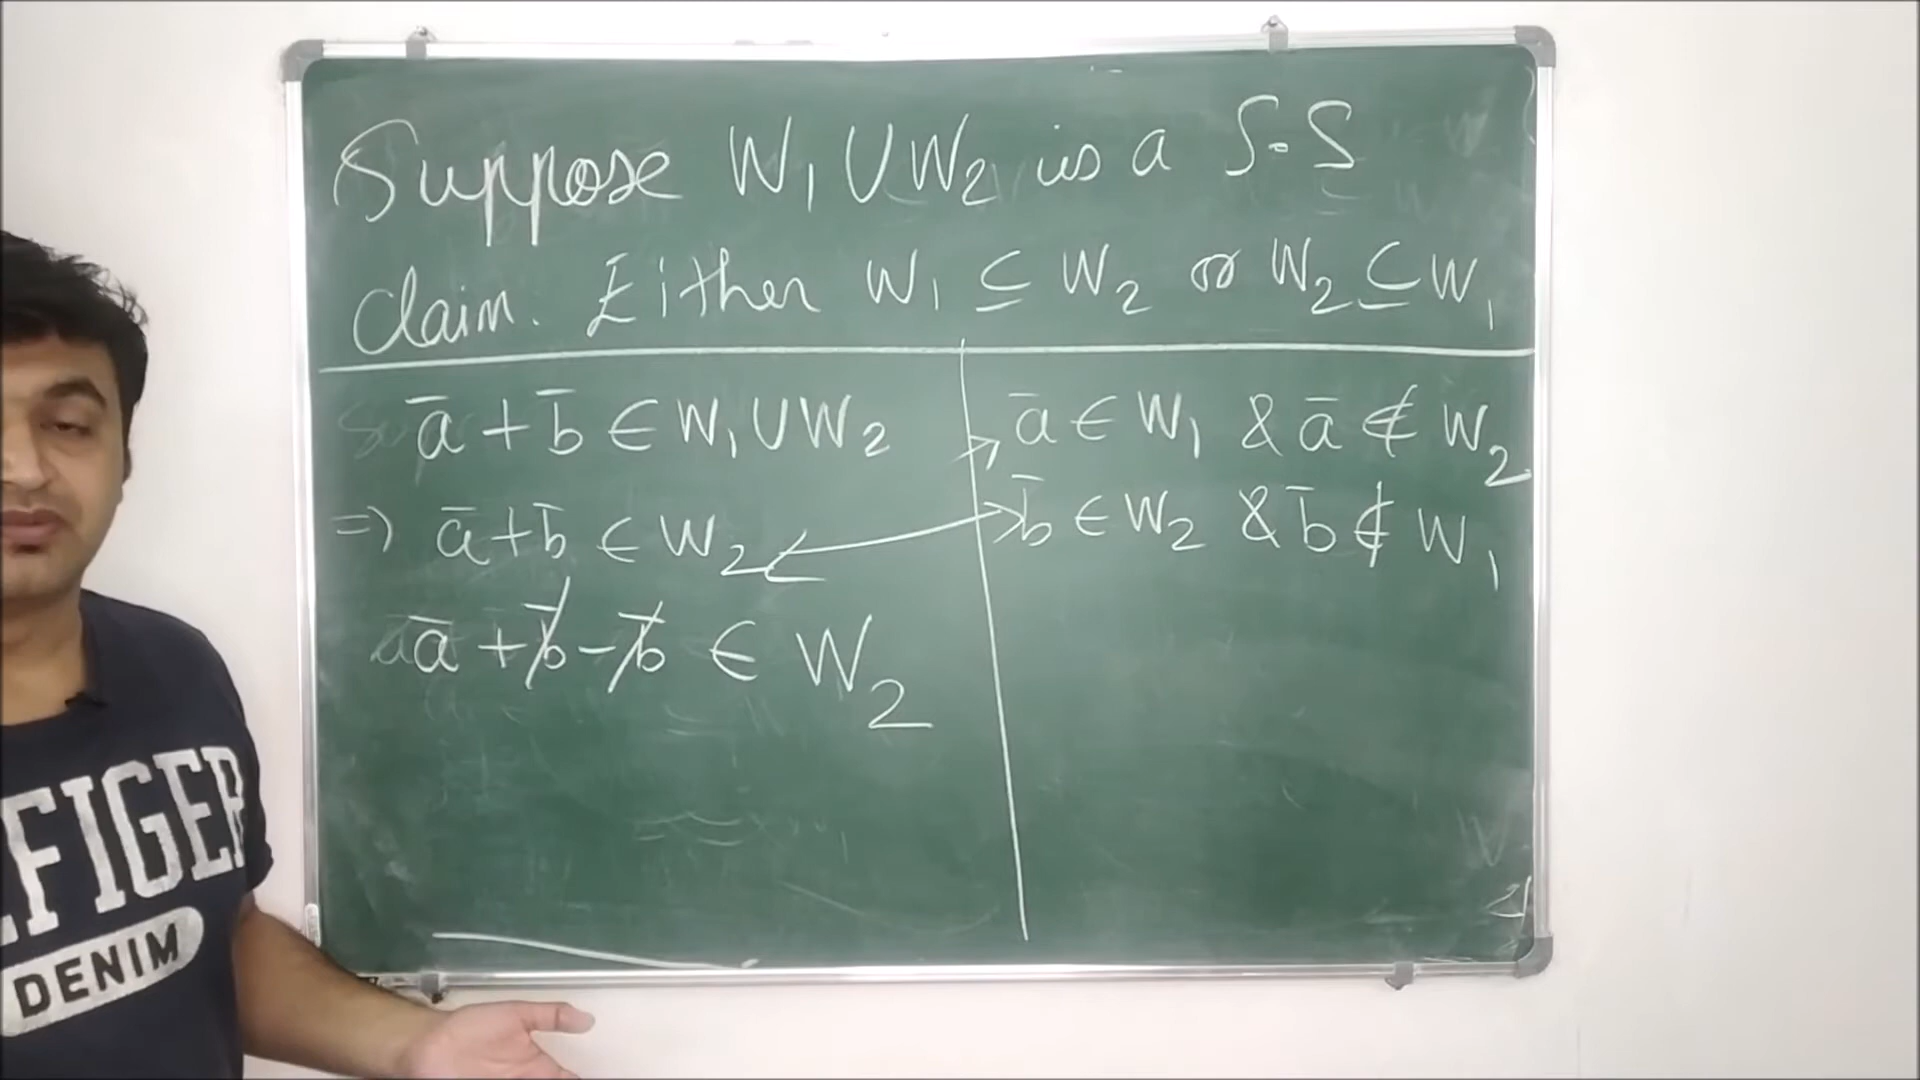 Suppose W₁ ∪ W₂ is a S.S
Claim. Either W₁ ⊆ W₂ or W₂ ⊆ W₁
a̅ + b̅ ∈ W₁ ∪ W₂
⇒ a̅ + b̅ ∈ W₂
a̅ + b̅ - b̅ ∈ W₂
a̅ ∈ W₁ & a̅ ∉ W₂
b̅ ∈ W₂ & b̅ ∉ W₁
FIGER
DENIM